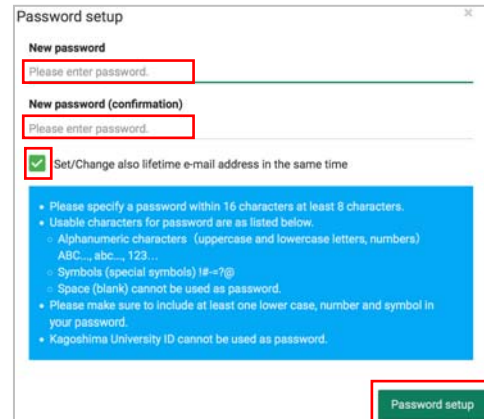 Password setup
×
New password
Please enter password.
New password (confirmation)
Please enter password.
Set/Change also lifetime e-mail address in the same time
• Please specify a password within 16 characters at least 8 characters.
• Usable characters for password are as listed below.
○ Alphanumeric characters（uppercase and lowercase letters, numbers）
ABC..., abc..., 123...
○ Symbols (special symbols) !#-=?@
○ Space (blank) cannot be used as password.
• Please make sure to include at least one lower case, number and symbol in
your password.
• Kagoshima University ID cannot be used as password.
Password setup